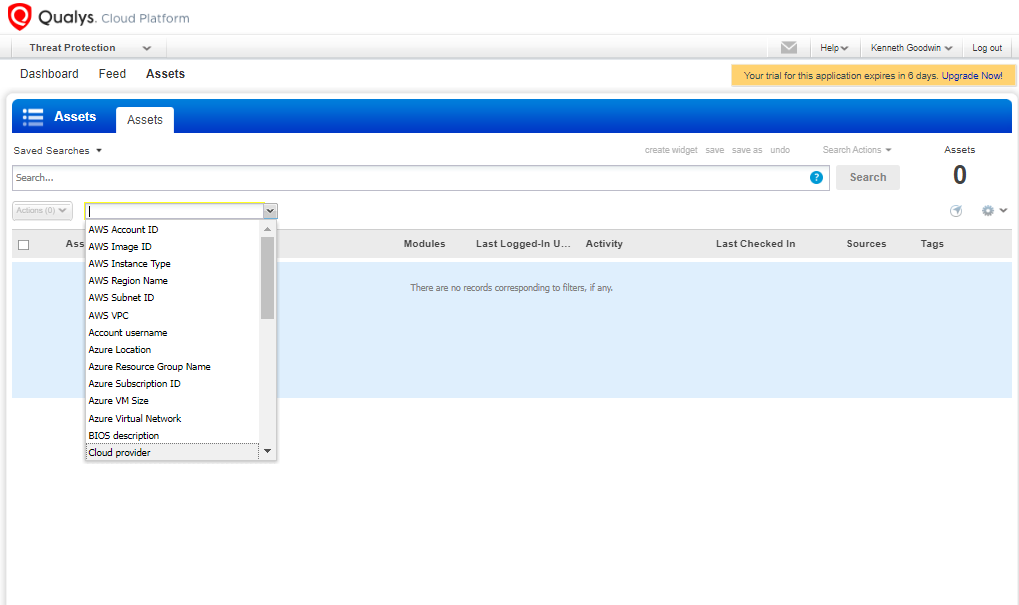 Qualys. Cloud Platform
Threat Protection
Help
Kenneth Goodwin
Log out
Dashboard Feed Assets
Your trial for this application expires in 6 days. Upgrade Now!
Assets
Assets
Saved Searches
create widget save save as undo
Search Actions
Assets
Search...
?
Search
0
Actions (0)
Modules Last Logged-In U... Activity Last Checked In Sources Tags
There are no records corresponding to filters, if any.
AWS Account ID
AWS Image ID
AWS Instance Type
AWS Region Name
AWS Subnet ID
AWS VPC
Account username
Azure Location
Azure Resource Group Name
Azure Subscription ID
Azure VM Size
Azure Virtual Network
BIOS description
Cloud provider